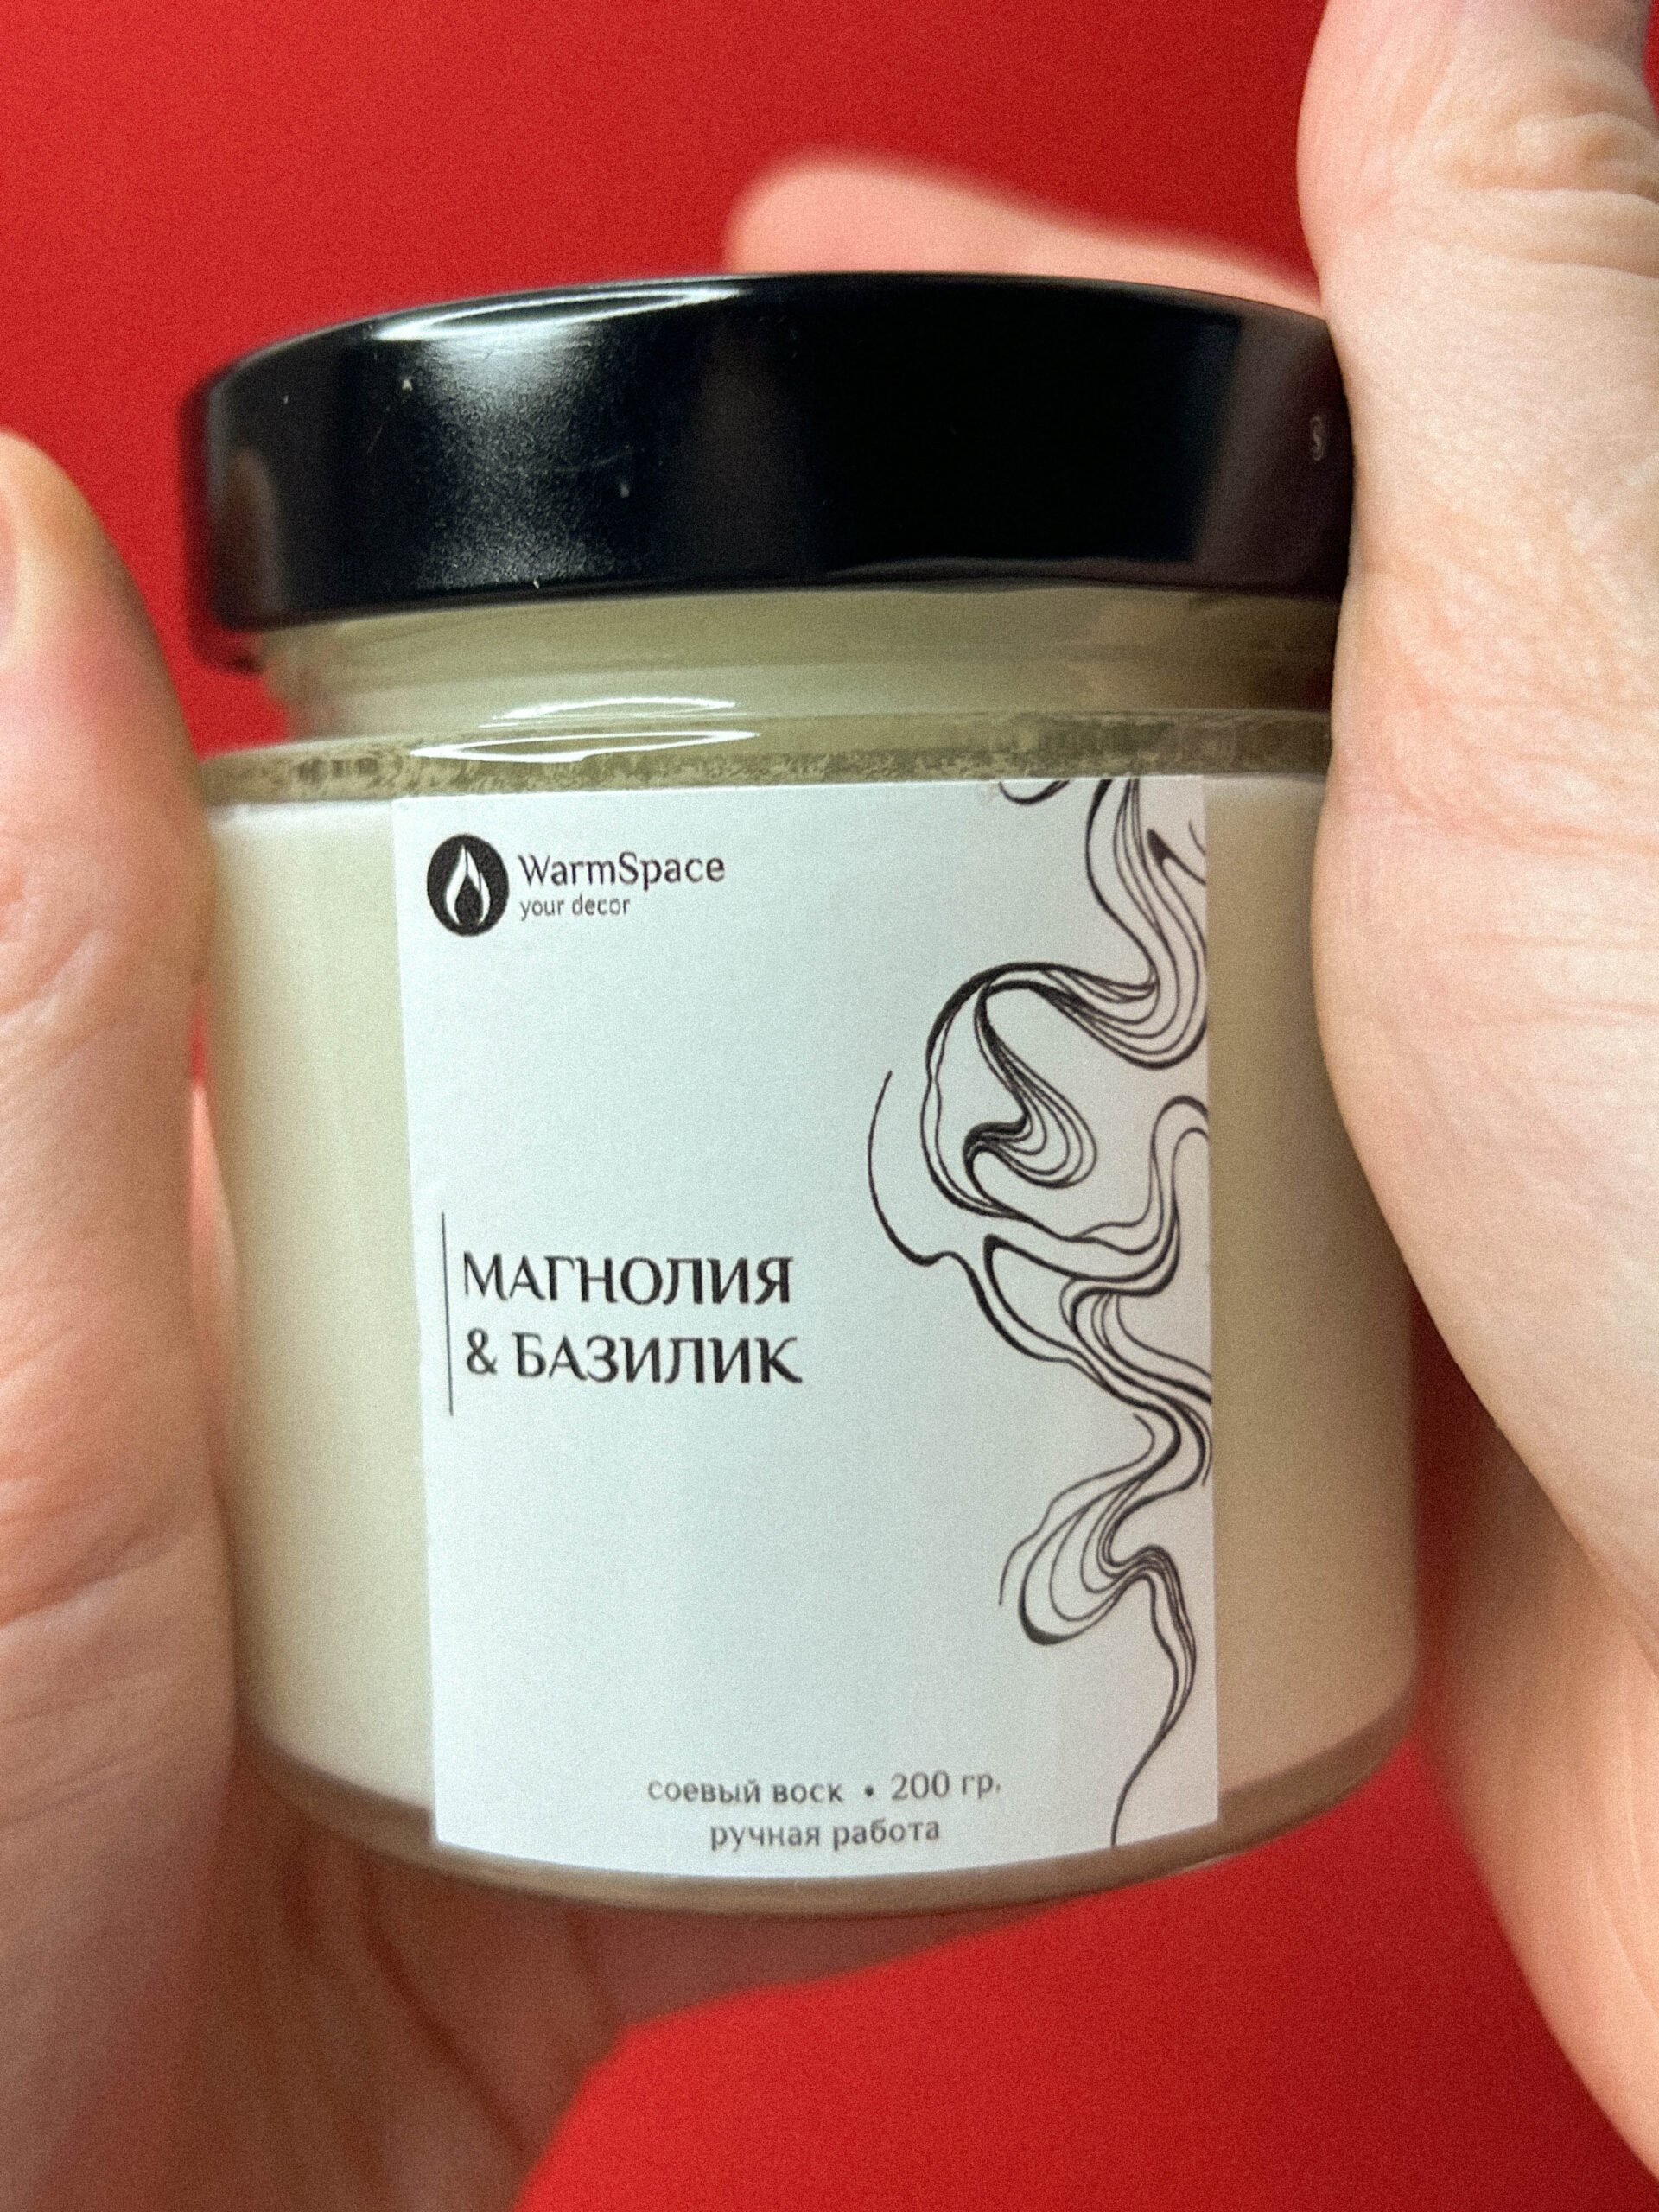 WarmSpace
your decor
МАГНОЛИЯ
& БАЗИЛИК
соевый воск • 200 гр.
ручная работа